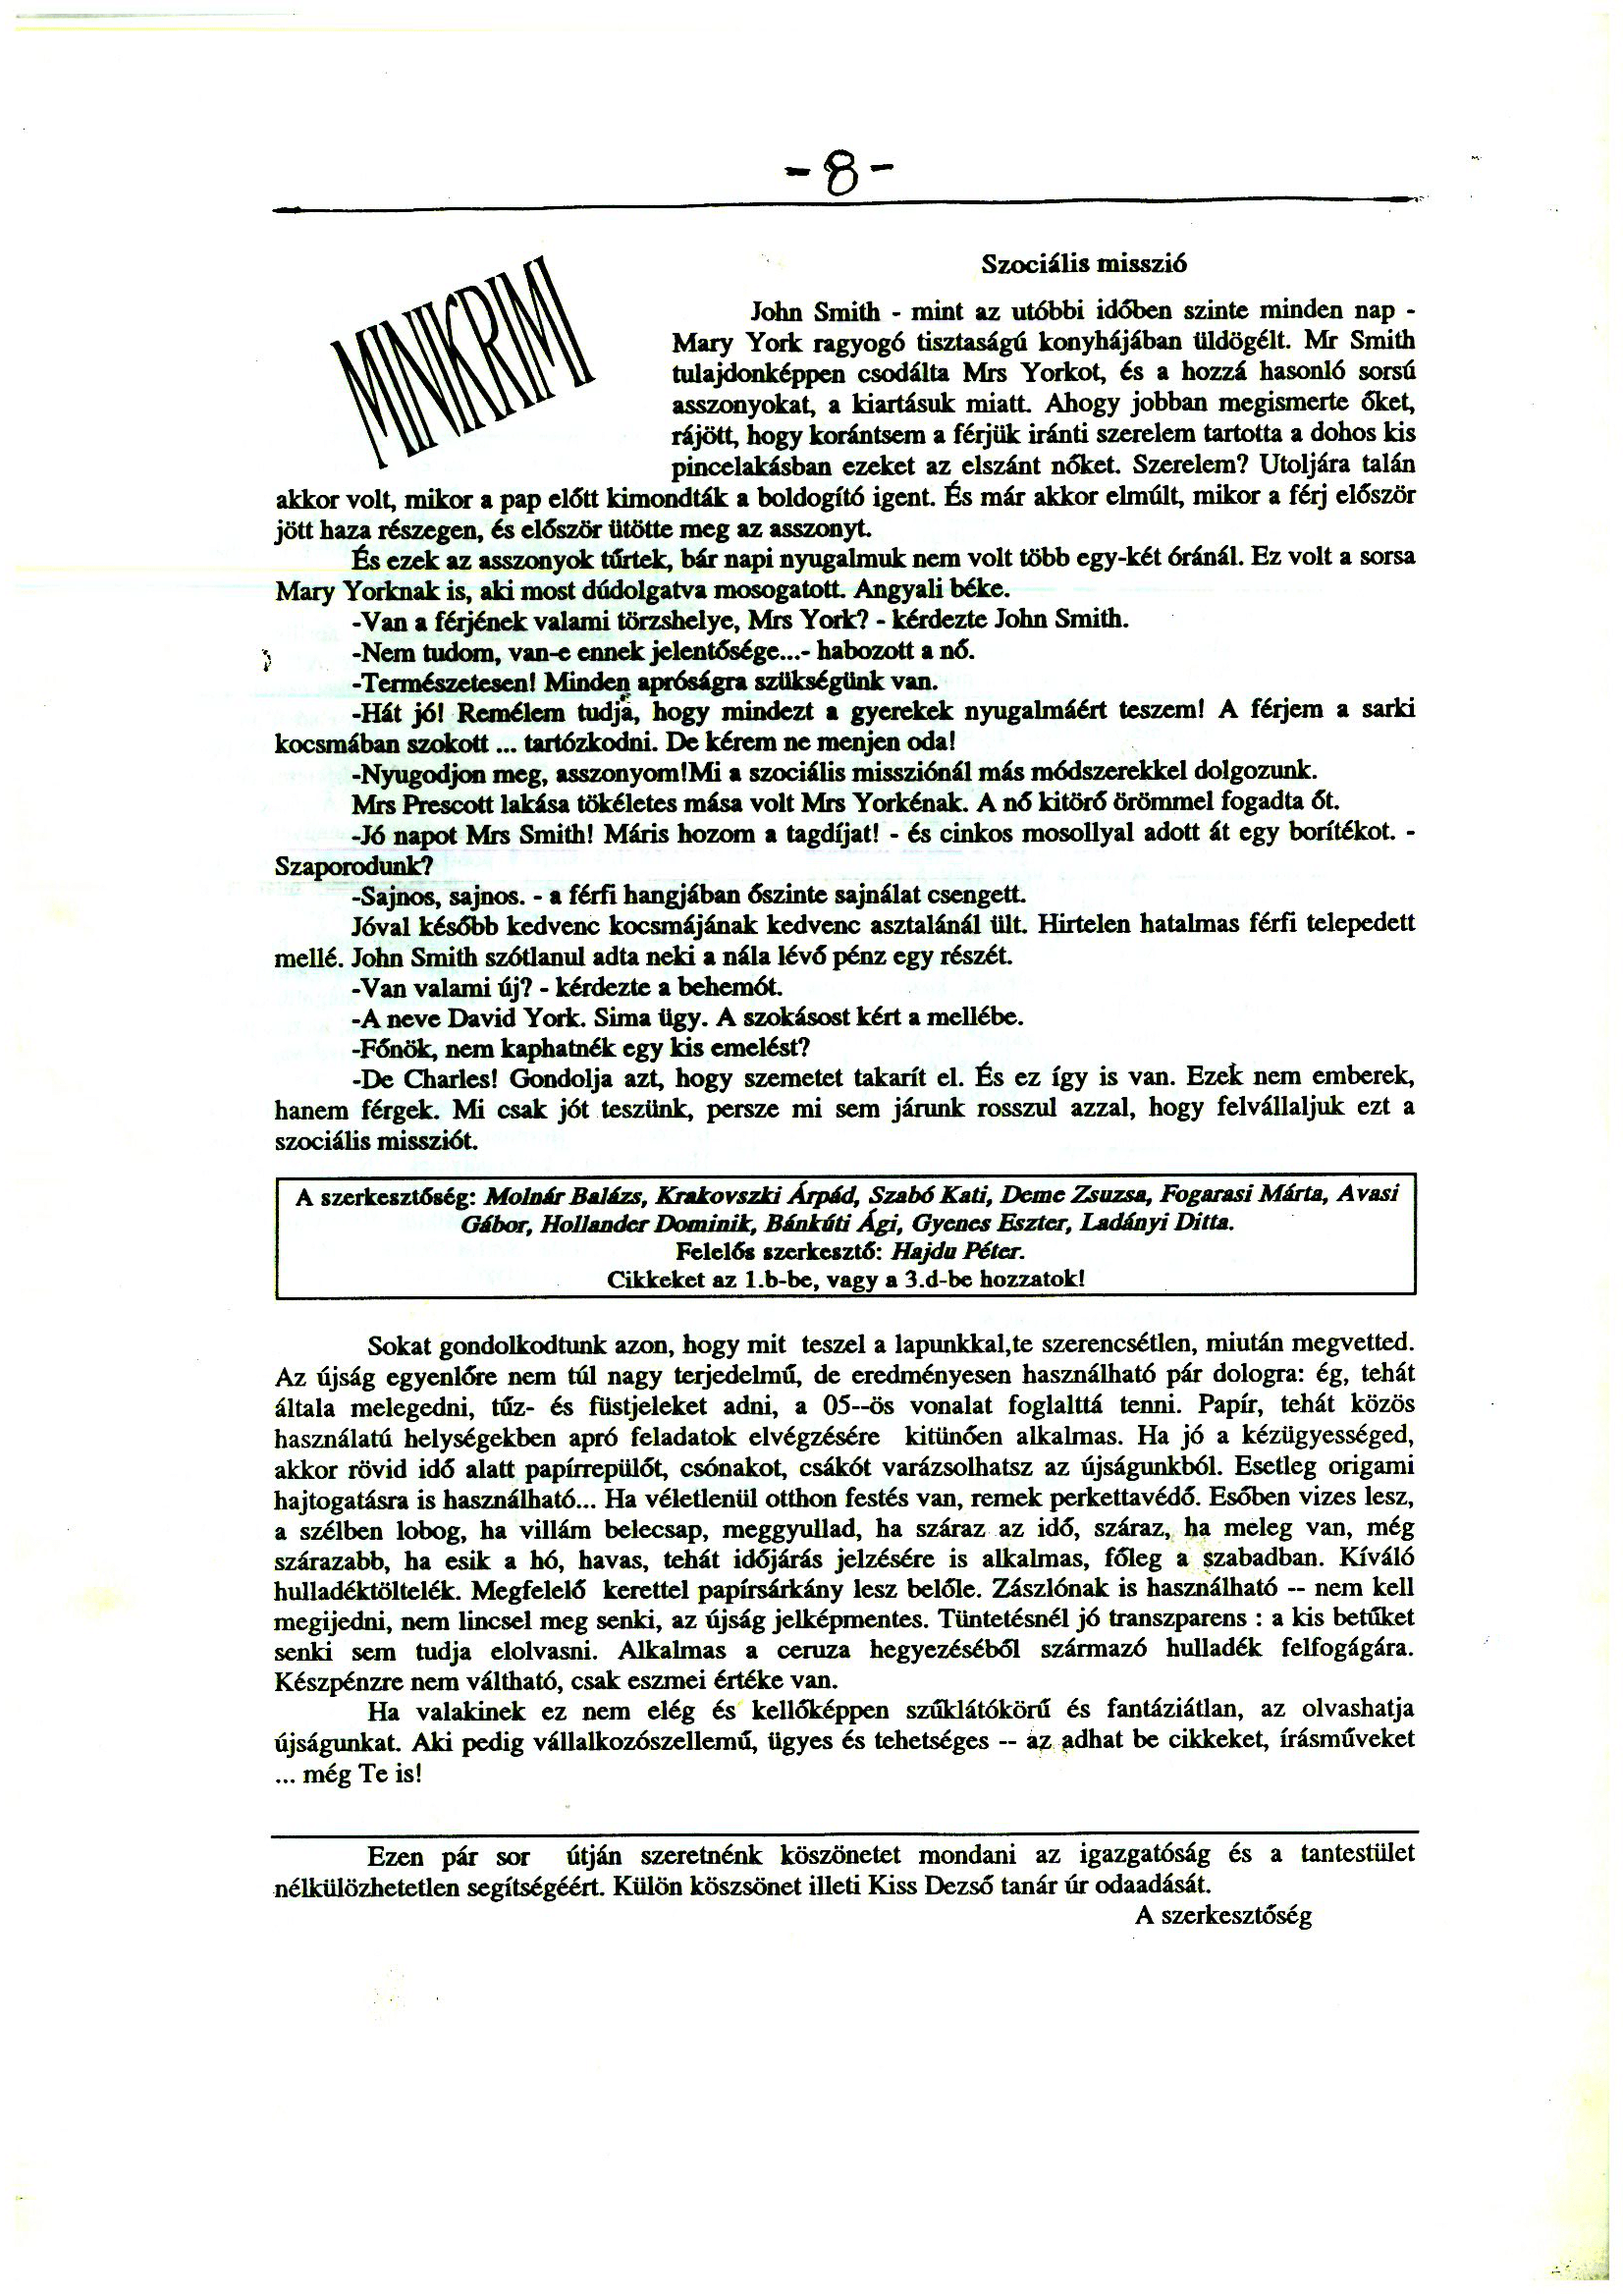 -8-
MINIKRIMI
Szociális misszió
John Smith - mint az utóbbi időben szinte minden nap -
Mary York ragyogó tisztaságú konyhájában üldögélt. Mr Smith
tulajdonképpen csodálta Mrs Yorkot, és a hozzá hasonló sorsú
asszonyokat, a kiartásuk miatt. Ahogy jobban megismerte őket,
rájött, hogy korántsem a férjük iránti szerelem tartotta a dohos kis
pincelakásban ezeket az elszánt nőket. Szerelem? Utoljára talán
akkor volt, mikor a pap előtt kimondták a boldogító igent. És már akkor elmúlt, mikor a férj először
jött haza részegen, és először ütötte meg az asszonyt.
És ezek az asszonyok tűrtek, bár napi nyugalmuk nem volt több egy-két óránál. Ez volt a sorsa
Mary Yorknak is, aki most dúdolgatva mosogatott. Angyali béke.
-Van a férjének valami törzshelye, Mrs York? - kérdezte John Smith.
-Nem tudom, van-e ennek jelentősége...- habozott a nő.
-Természetesen! Minden apróságra szükségünk van.
-Hát jó! Remélem tudja, hogy mindezt a gyerekek nyugalmáért teszem! A férjem a sarki
kocsmában szokott ... tartózkodni. De kérem ne menjen oda!
-Nyugodjon meg, asszonyom!Mi a szociális missziónál más módszerekkel dolgozunk.
Mrs Prescott lakása tökéletes mása volt Mrs Yorkénak. A nő kitörő örömmel fogadta őt.
-Jó napot Mrs Smith! Máris hozom a tagdíjat! - és cinkos mosollyal adott át egy borítékot. -
Szaporodunk?
-Sajnos, sajnos. - a férfi hangjában őszinte sajnálat csengett.
Jóval később kedvenc kocsmájának kedvenc asztalánál ült. Hirtelen hatalmas férfi telepedett
mellé. John Smith szótlanul adta neki a nála lévő pénz egy részét.
-Van valami új? - kérdezte a behemót.
-A neve David York. Sima ügy. A szokásost kért a mellébe.
-Főnök, nem kaphatnék egy kis emelést?
-De Charles! Gondolja azt, hogy szemetet takarít el. És ez így is van. Ezek nem emberek,
hanem férgek. Mi csak jót teszünk, persze mi sem járunk rosszul azzal, hogy felvállaljuk ezt a
szociális missziót.
A szerkesztőség: Molnár Balázs, Krakovszki Árpád, Szabó Kati, Deme Zsuzsa, Fogarasi Márta, Avasi
Gábor, Hollander Dominik, Bánkúti Ági, Gyenes Eszter, Ladányi Ditta.
Felelős szerkesztő: Hajdu Péter.
Cikkeket az 1.b-be, vagy a 3.d-be hozzatok!
Sokat gondolkodtunk azon, hogy mit teszel a lapunkkal,te szerencsétlen, miután megvetted.
Az újság egyenlőre nem túl nagy terjedelmű, de eredményesen használható pár dologra: ég, tehát
általa melegedni, tűz- és füstjeleket adni, a 05--ös vonalat foglalttá tenni. Papír, tehát közös
használatú helységekben apró feladatok elvégzésére kitünően alkalmas. Ha jó a kézügyességed,
akkor rövid idő alatt papírrepülőt, csónakot, csákót varázsolhatsz az újságunkból. Esetleg origami
hajtogatásra is használható... Ha véletlenül otthon festés van, remek perkettavédő. Esőben vizes lesz,
a szélben lobog, ha villám belecsap, meggyullad, ha száraz az idő, száraz, ha meleg van, még
szárazabb, ha esik a hó, havas, tehát időjárás jelzésére is alkalmas, főleg a szabadban. Kíváló
hulladéktöltelék. Megfelelő kerettel papírsárkány lesz belőle. Zászlónak is használható -- nem kell
megijedni, nem lincsel meg senki, az újság jelképmentes. Tüntetésnél jó transzparens : a kis betűket
senki sem tudja elolvasni. Alkalmas a ceruza hegyezéséből származó hulladék felfogágára.
Készpénzre nem váltható, csak eszmei értéke van.
Ha valakinek ez nem elég és kellőképpen szűklátókörű és fantáziátlan, az olvashatja
újságunkat. Aki pedig vállalkozószellemű, ügyes és tehetséges -- az adhat be cikkeket, írásműveket
... még Te is!
Ezen pár sor útján szeretnénk köszönetet mondani az igazgatóság és a tantestület
nélkülözhetetlen segítségéért. Külön köszsönet illeti Kiss Dezső tanár úr odaadását.
A szerkesztőség